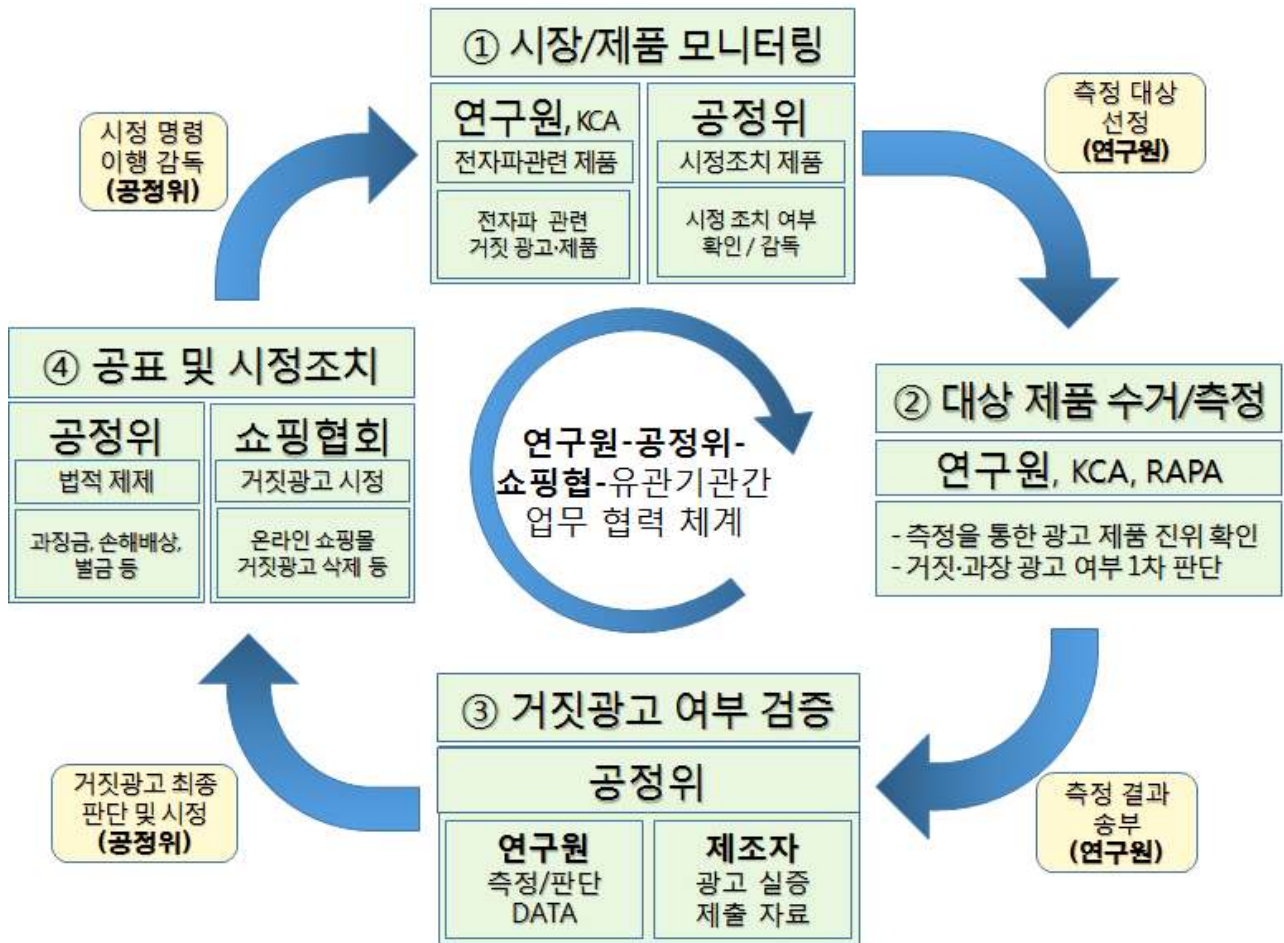 ① 시장/제품 모니터링
연구원, KCA
전자파관련 제품
전자파 관련
거짓 광고·제품
공정위
시정조치 제품
시정 조치 여부
확인 / 감독
측정 대상
선정
(연구원)
② 대상 제품 수거/측정
연구원, KCA, RAPA
- 측정을 통한 광고 제품 진위 확인
- 거짓·과장 광고 여부 1차 판단
측정 결과
송부
(연구원)
③ 거짓광고 여부 검증
공정위
연구원
측정/판단
DATA
제조자
광고 실증
제출 자료
거짓광고 최종
판단 및 시정
(공정위)
④ 공표 및 시정조치
공정위
법적 제제
과징금, 손해배상,
벌금 등
쇼핑협회
거짓광고 시정
온라인 쇼핑몰
거짓광고 삭제 등
시정 명령
이행 감독
(공정위)
연구원-공정위-
쇼핑협-유관기관간
업무 협력 체계